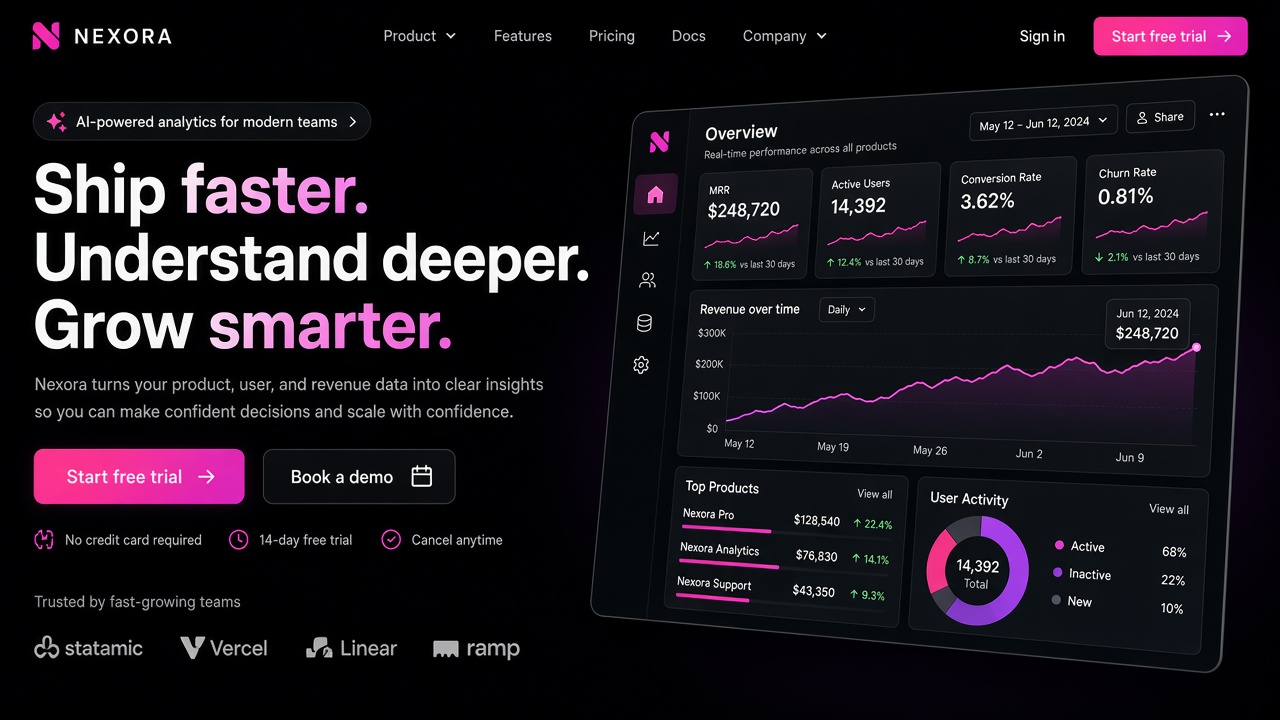 NEXORA
Product
Features
Pricing
Docs
Company
Sign in
Start free trial
AI-powered analytics for modern teams
Ship faster.
Understand deeper.
Grow smarter.
Nexora turns your product, user, and revenue data into clear insights
so you can make confident decisions and scale with confidence.
Start free trial
Book a demo
No credit card required
14-day free trial
Cancel anytime
Trusted by fast-growing teams
statamic
Vercel
Linear
ramp
N
Overview
Real-time performance across all products
May 12 – Jun 12, 2024
Share
MRR
$248,720
↑ 18.6% vs last 30 days
Active Users
14,392
↑ 12.4% vs last 30 days
Conversion Rate
3.62%
↑ 8.7% vs last 30 days
Churn Rate
0.81%
↓ 2.1% vs last 30 days
Revenue over time
Daily
Jun 12, 2024
$248,720
$300K
$200K
$100K
$0
May 12
May 19
May 26
Jun 2
Jun 9
Top Products
View all
Nexora Pro $128,540 ↑ 22.4%
Nexora Analytics $76,830 ↑ 14.1%
Nexora Support $43,350 ↑ 9.3%
User Activity
View all
14,392
Total
Active 68%
Inactive 22%
New 10%